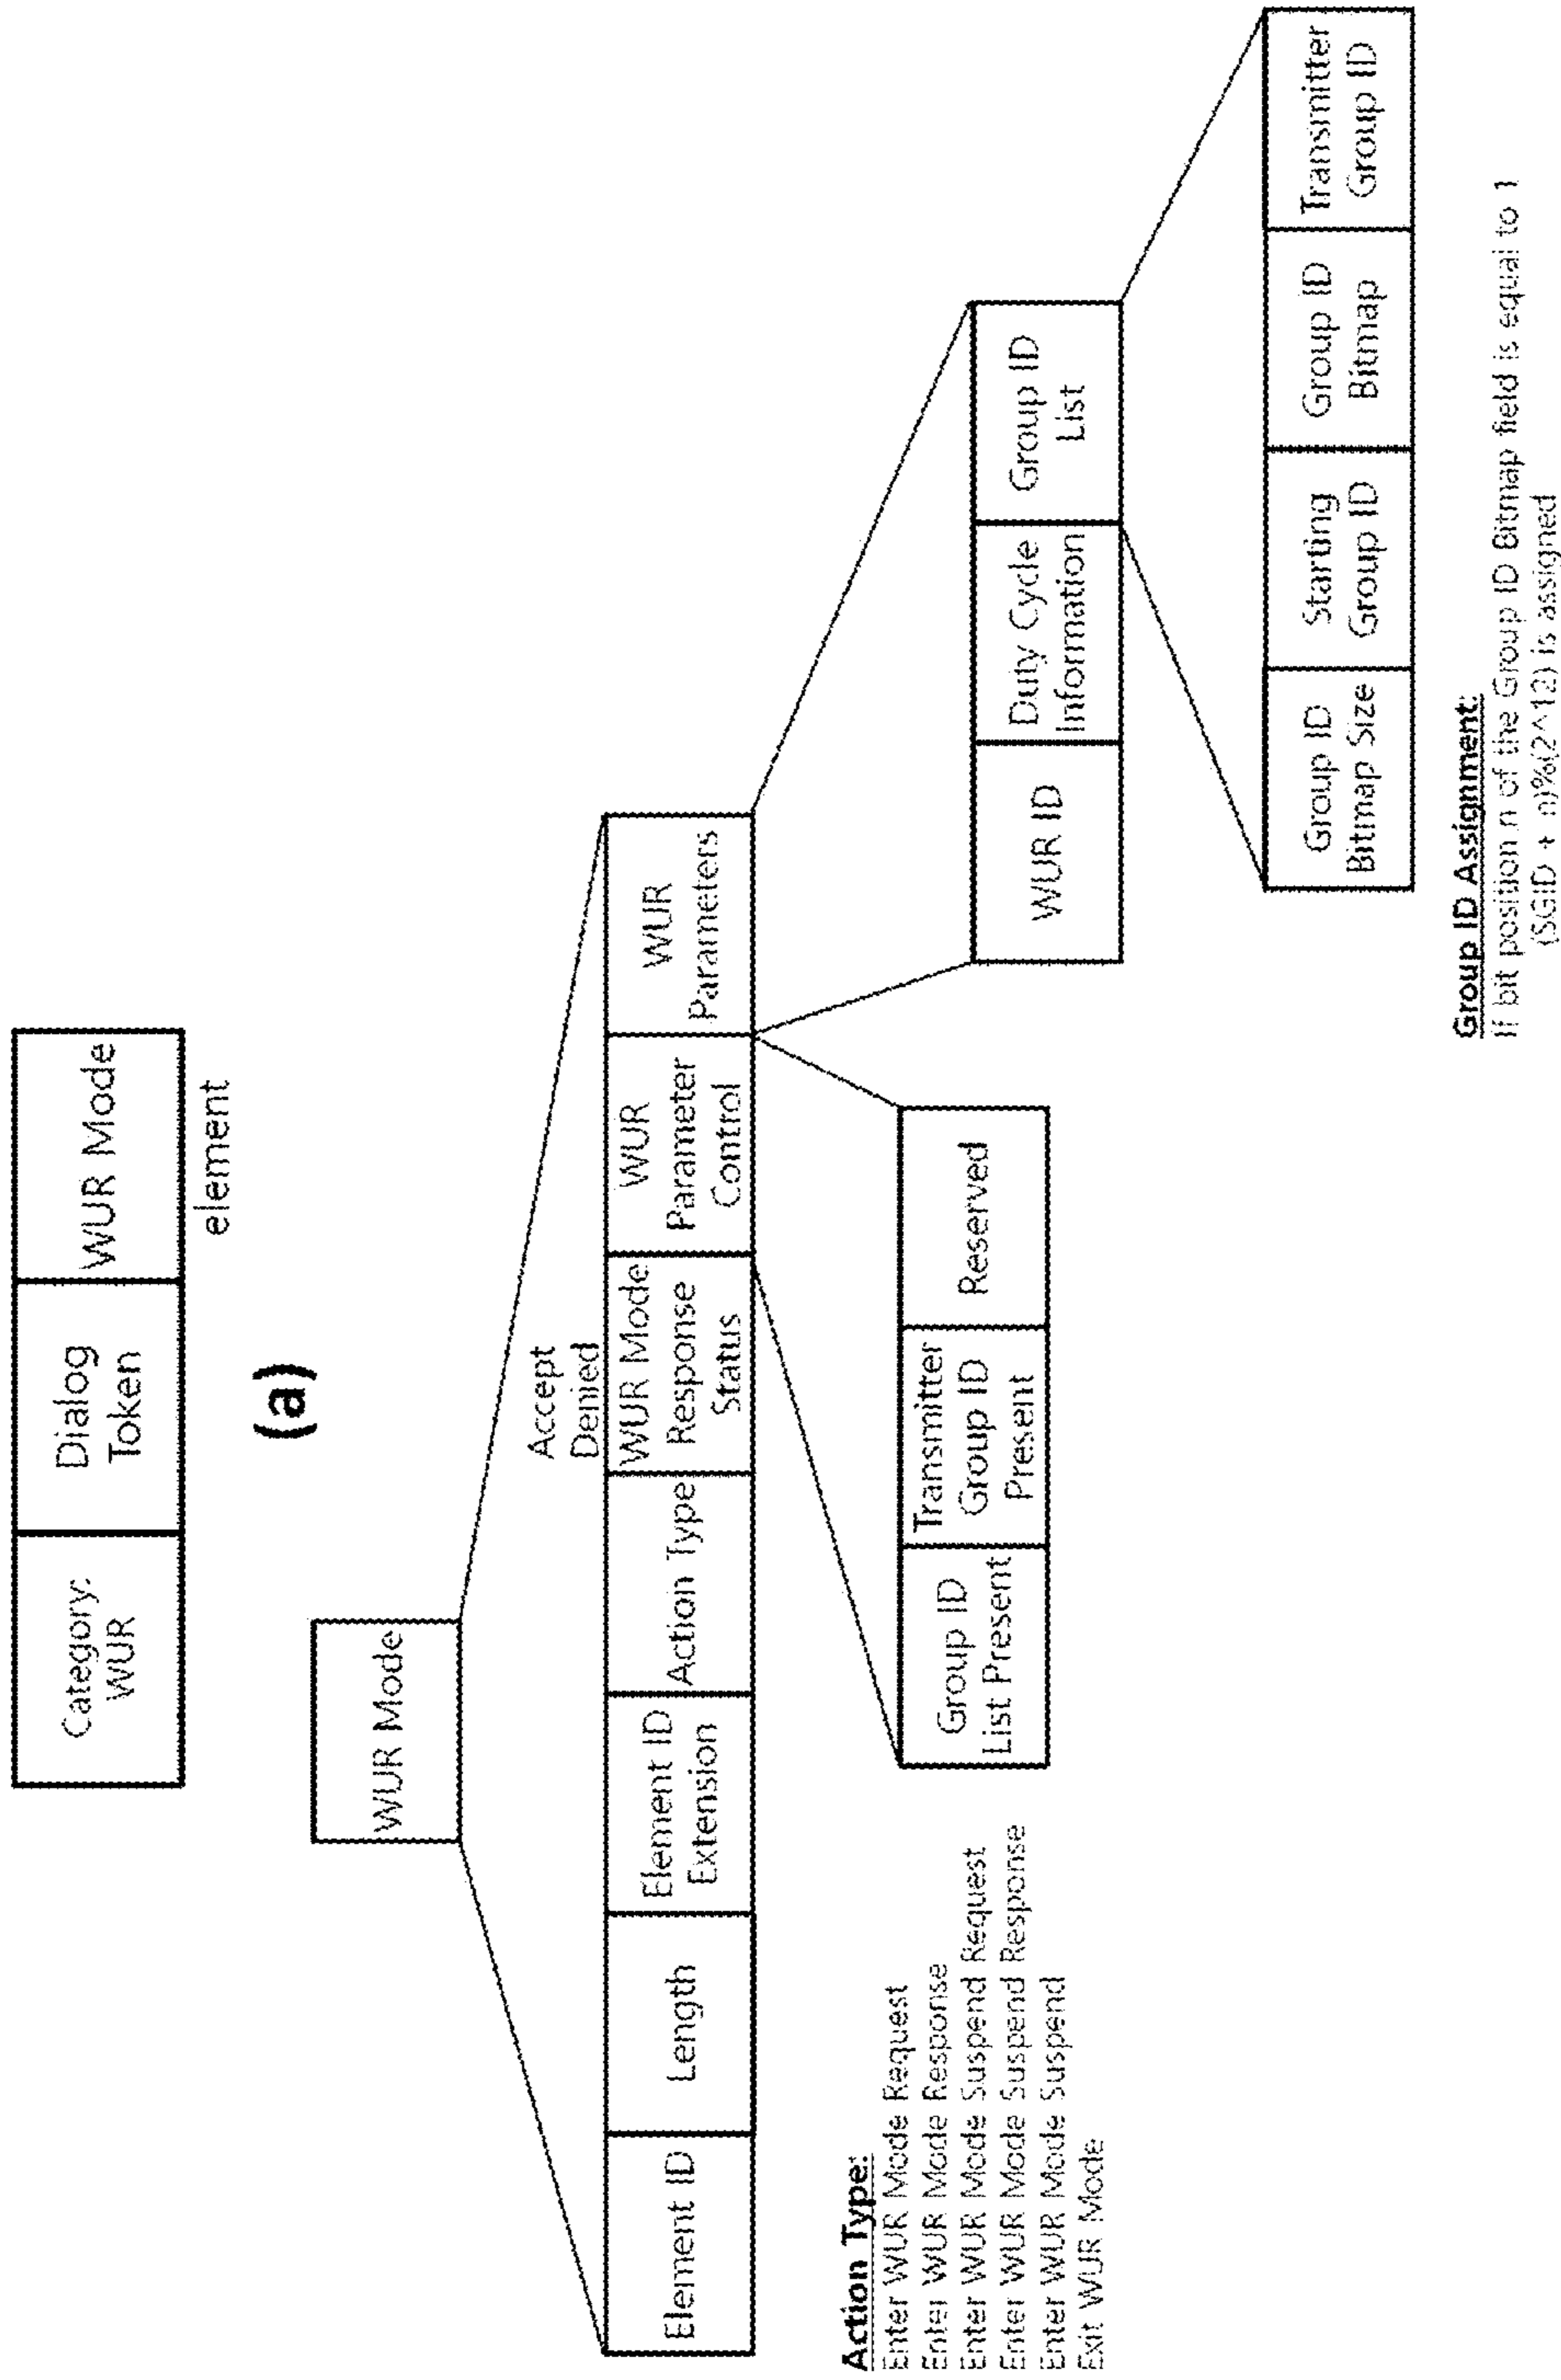 Category:
WUR
Dialog
Token
WUR Mode
element
(a)
WUR Mode
Accept
Denied
Element ID
Length
Element ID
Extension
Action Type
WUR Mode
Response
Status
WUR
Parameter
Control
WUR
Parameters
Action Type:
Enter WUR Mode Request
Enter WUR Mode Response
Enter WUR Mode Suspend Request
Enter WUR Mode Suspend Response
Enter WUR Mode Suspend
Exit WUR Mode
Group ID
List Present
Transmitter
Group ID
Present
Reserved
WUR ID
Duty Cycle
Information
Group ID
List
Group ID
Bitmap Size
Starting
Group ID
Group ID
Bitmap
Transmitter
Group ID
Group ID Assignment:
If bit position n of the Group ID Bitmap field is equal to 1
(SGID + n)%(2^12) is assigned